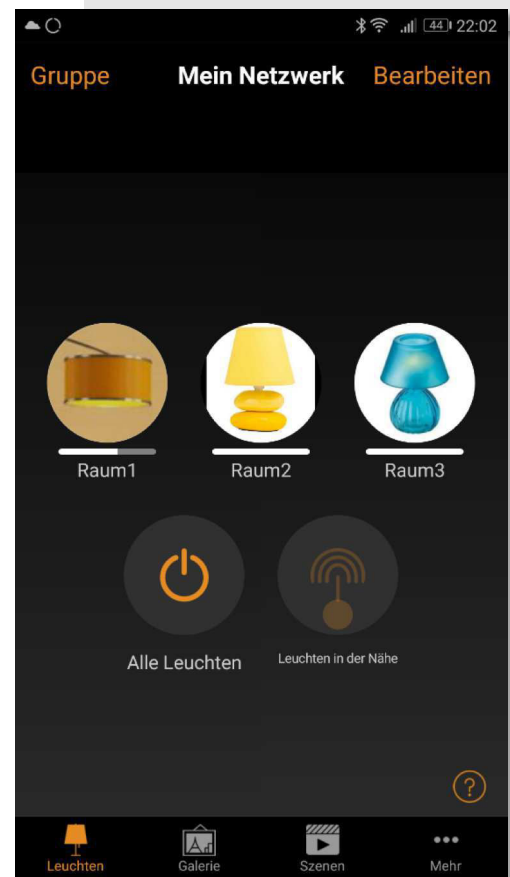 44 22:02
Gruppe Mein Netzwerk Bearbeiten
Raum1 Raum2 Raum3
Alle Leuchten Leuchten in der Nähe
?
Leuchten Galerie Szenen Mehr